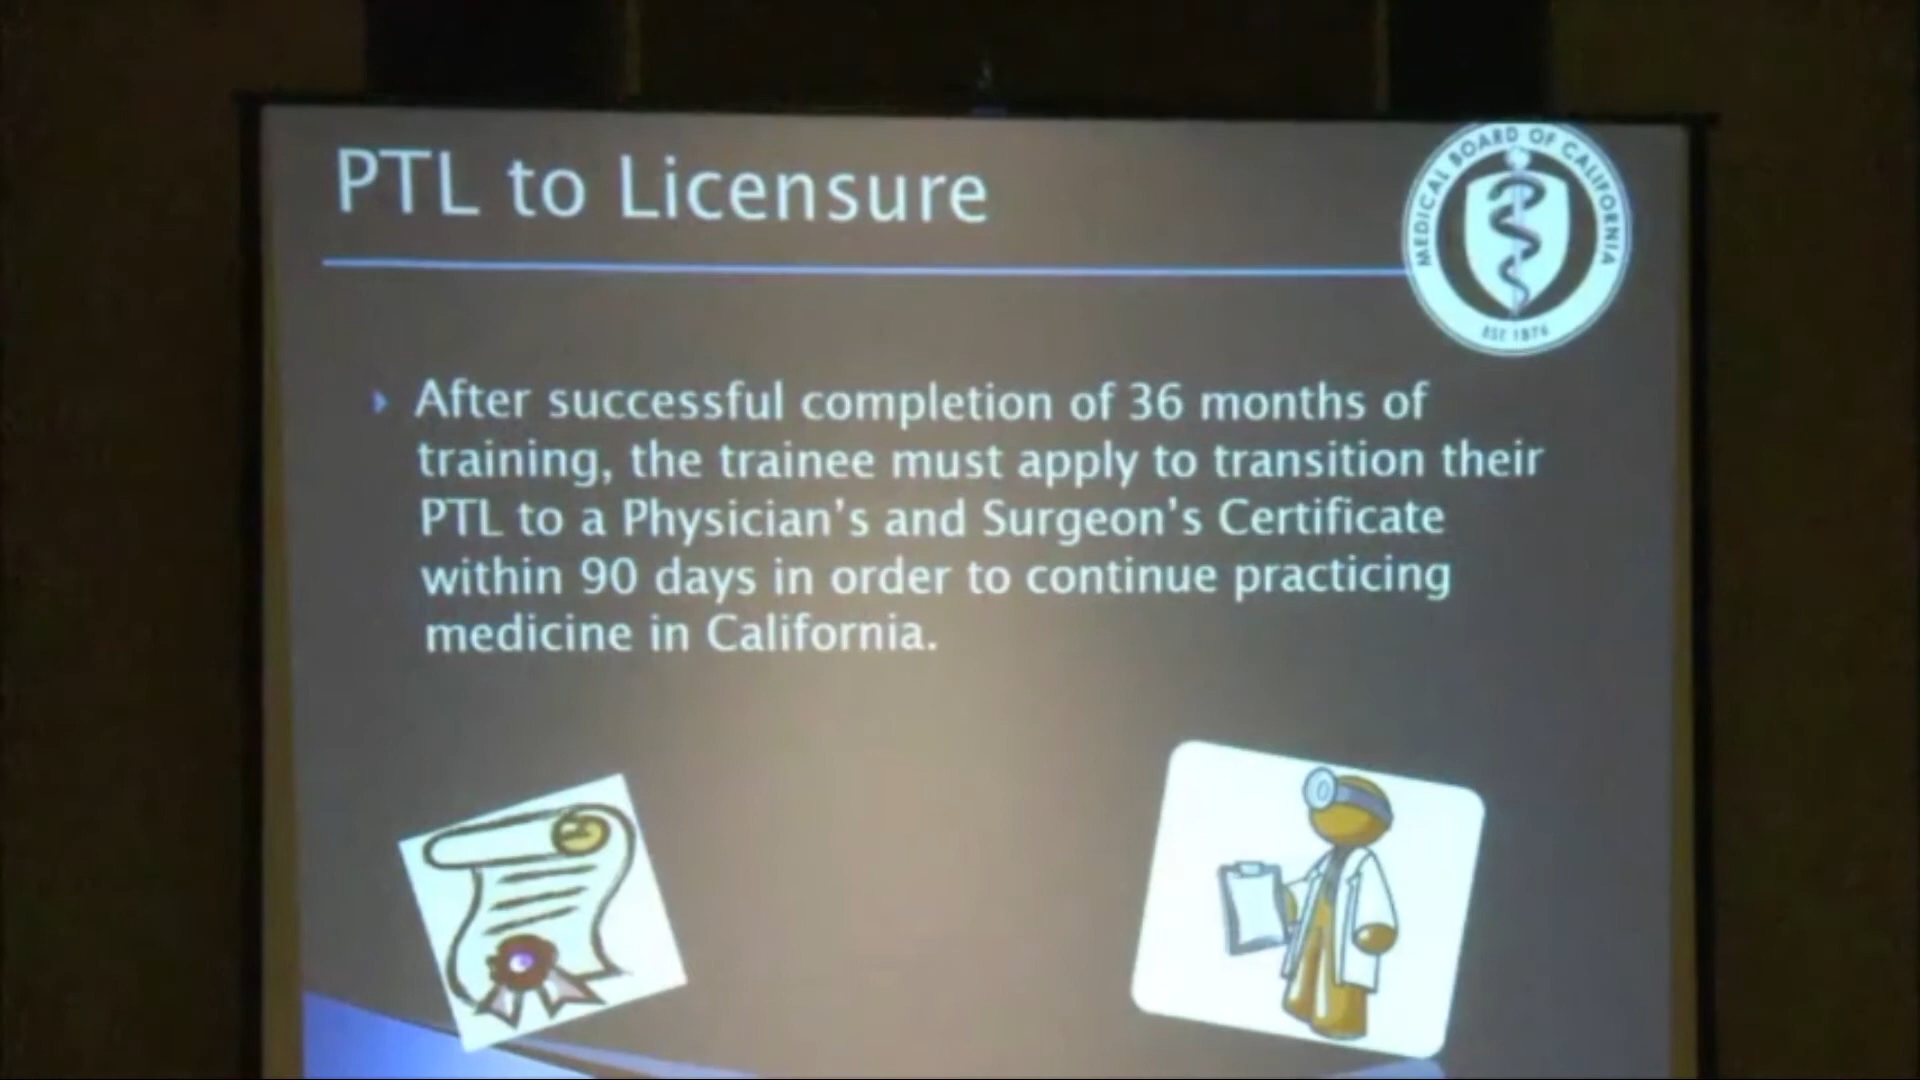 PTL to Licensure
MEDICAL BOARD OF CALIFORNIA
EST. 1876
After successful completion of 36 months of
training, the trainee must apply to transition their
PTL to a Physician's and Surgeon's Certificate
within 90 days in order to continue practicing
medicine in California.